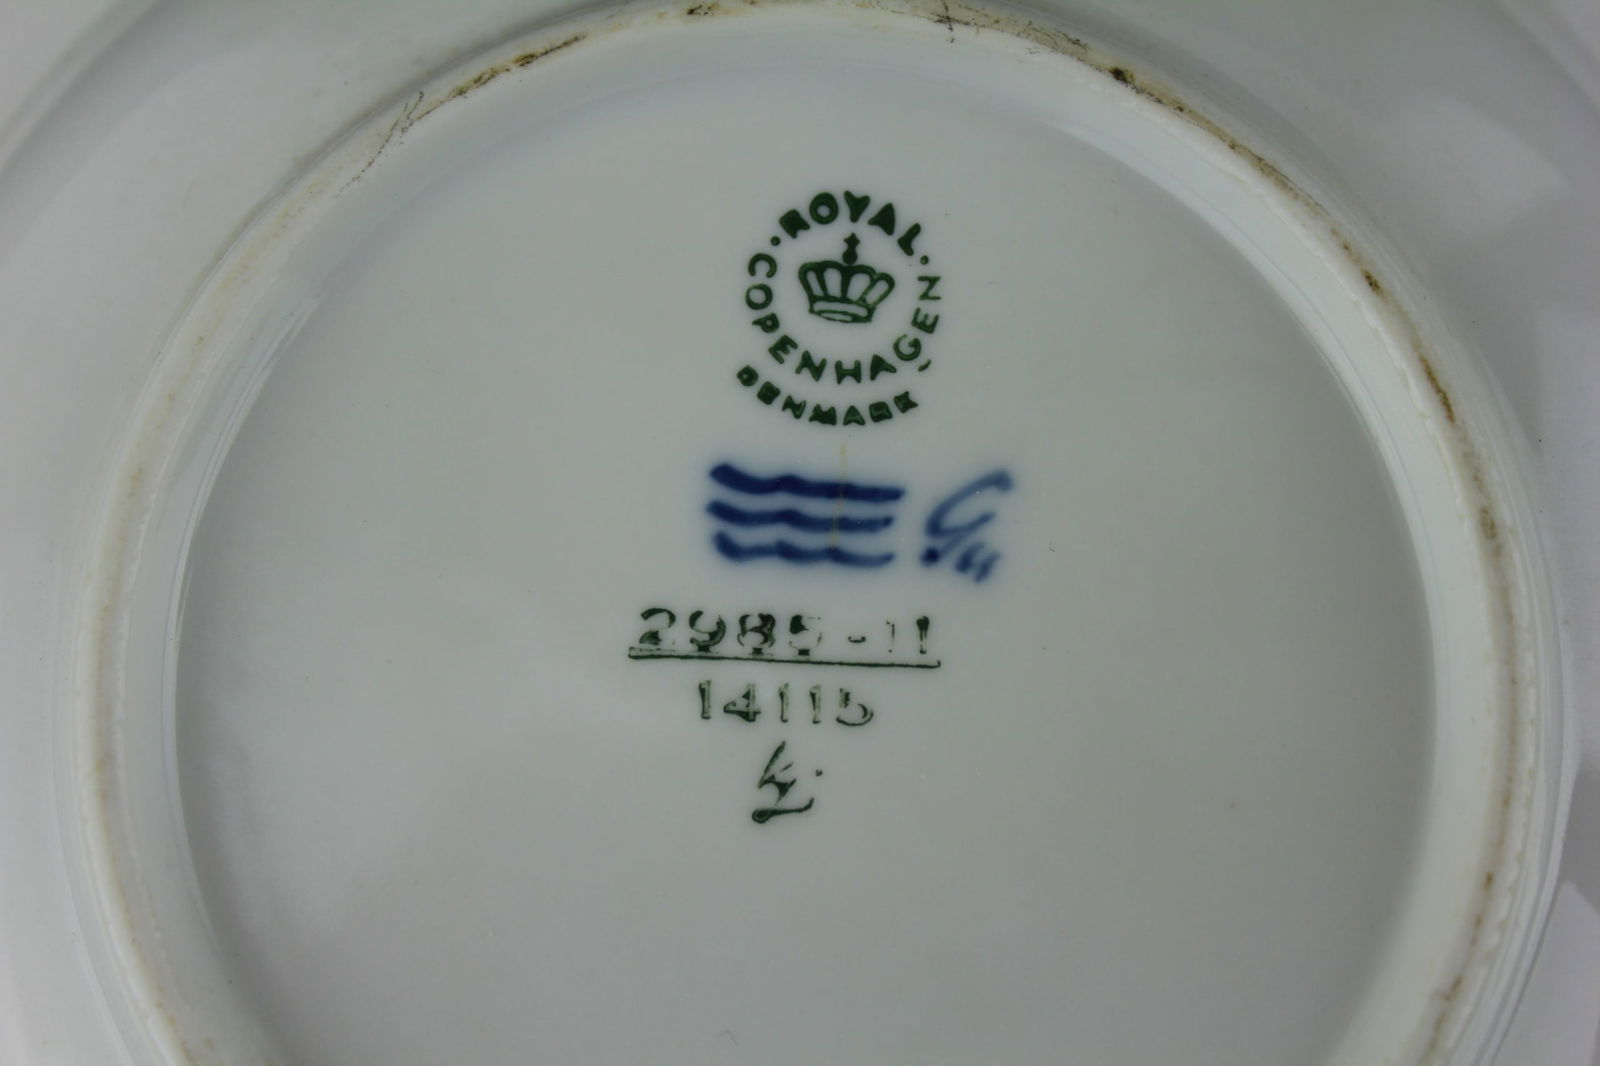 ROYAL
COPENHAGEN
DENMARK
2985-11
14115